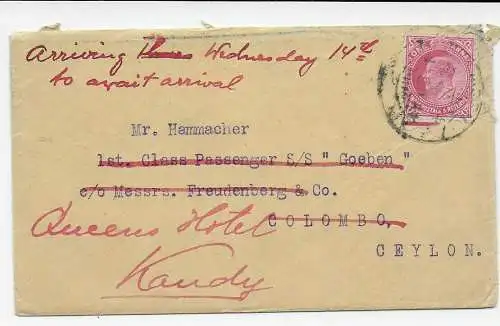 Arriving Thurs Wednesday 14th
to await arrival
Mr. Hammacher
1st. Class Passenger S/S " Goeben "
c/o Messrs. Freudenberg & Co.
COLOMBO,
Queens Hotel
CEYLON.
Kandy